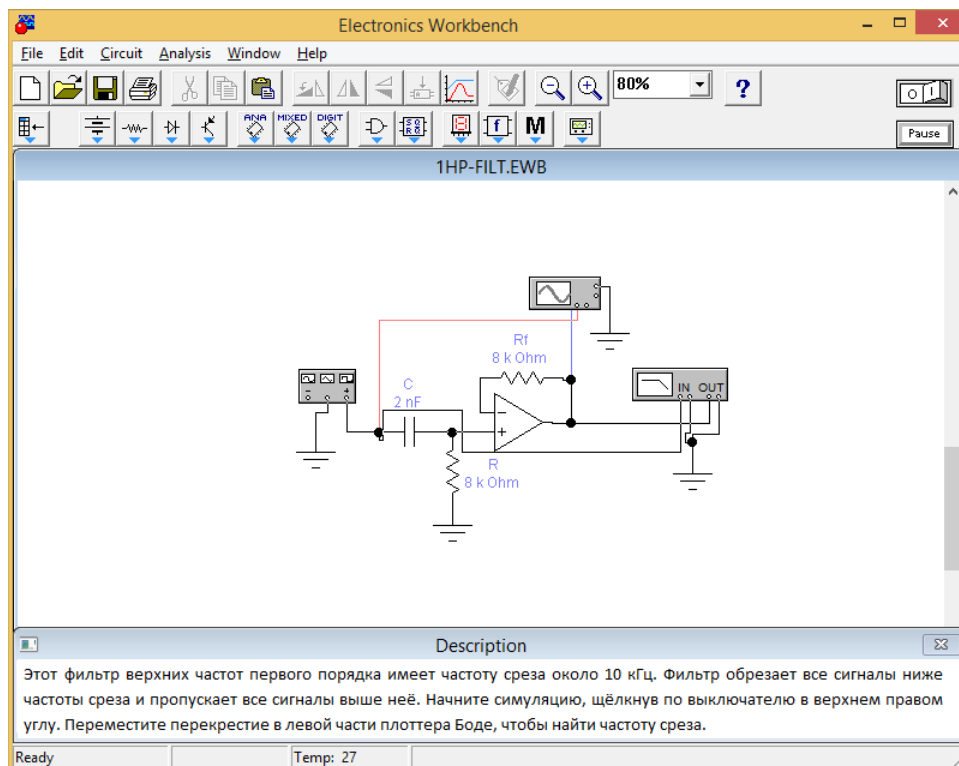 Electronics Workbench
File Edit Circuit Analysis Window Help
80%
?
O I
ANA MIXED DIGIT
M
Pause
1HP-FILT.EWB
Rf
8 k Ohm
C
2 nF
IN OUT
R
8 k Ohm
Description
Этот фильтр верхних частот первого порядка имеет частоту среза около 10 кГц. Фильтр обрезает все сигналы ниже
частоты среза и пропускает все сигналы выше неё. Начните симуляцию, щёлкнув по выключателю в верхнем правом
углу. Переместите перекрестие в левой части плоттера Боде, чтобы найти частоту среза.
Ready Temp: 27